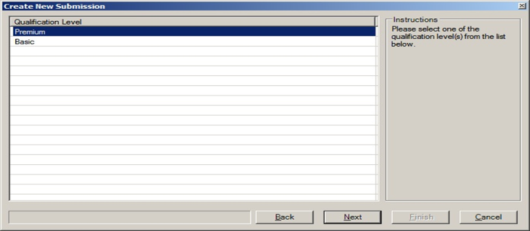 Create New Submission
Qualification Level
Premium
Basic
Instructions
Please select one of the
qualification level(s) from the list
below.
Back
Next
Finish
Cancel